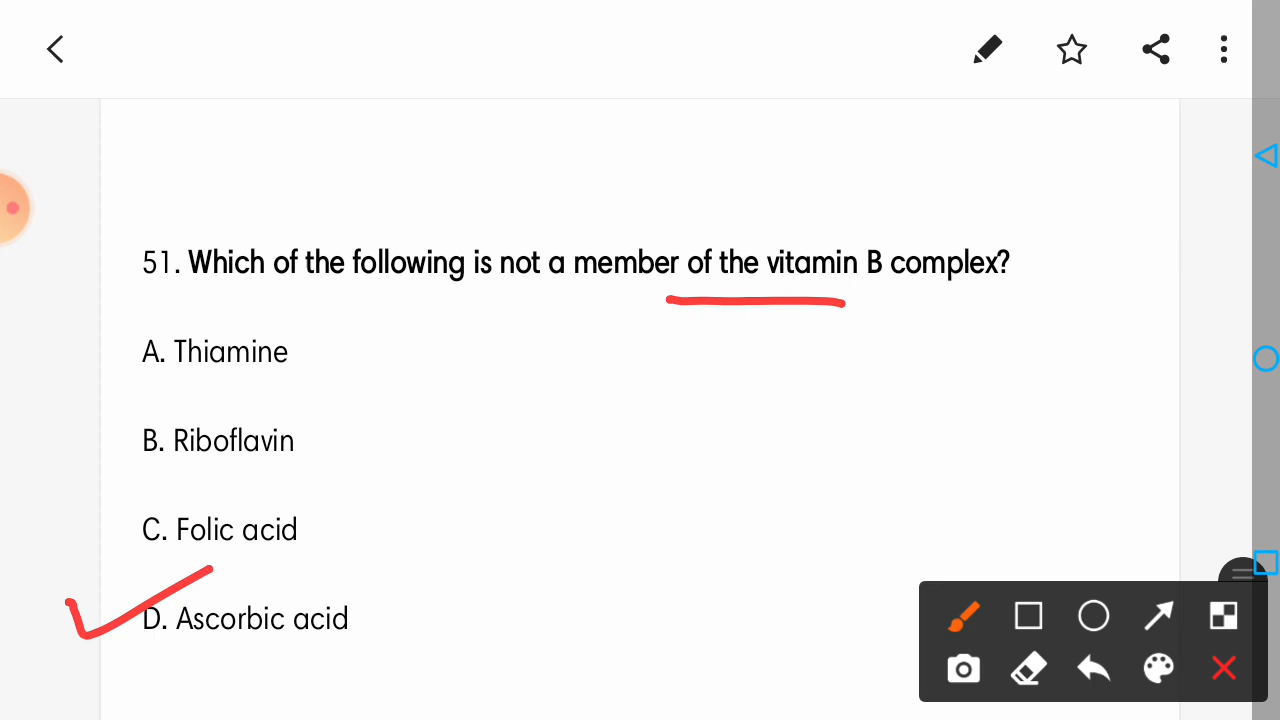 51. Which of the following is not a member of the vitamin B complex?
A. Thiamine
B. Riboflavin
C. Folic acid
D. Ascorbic acid